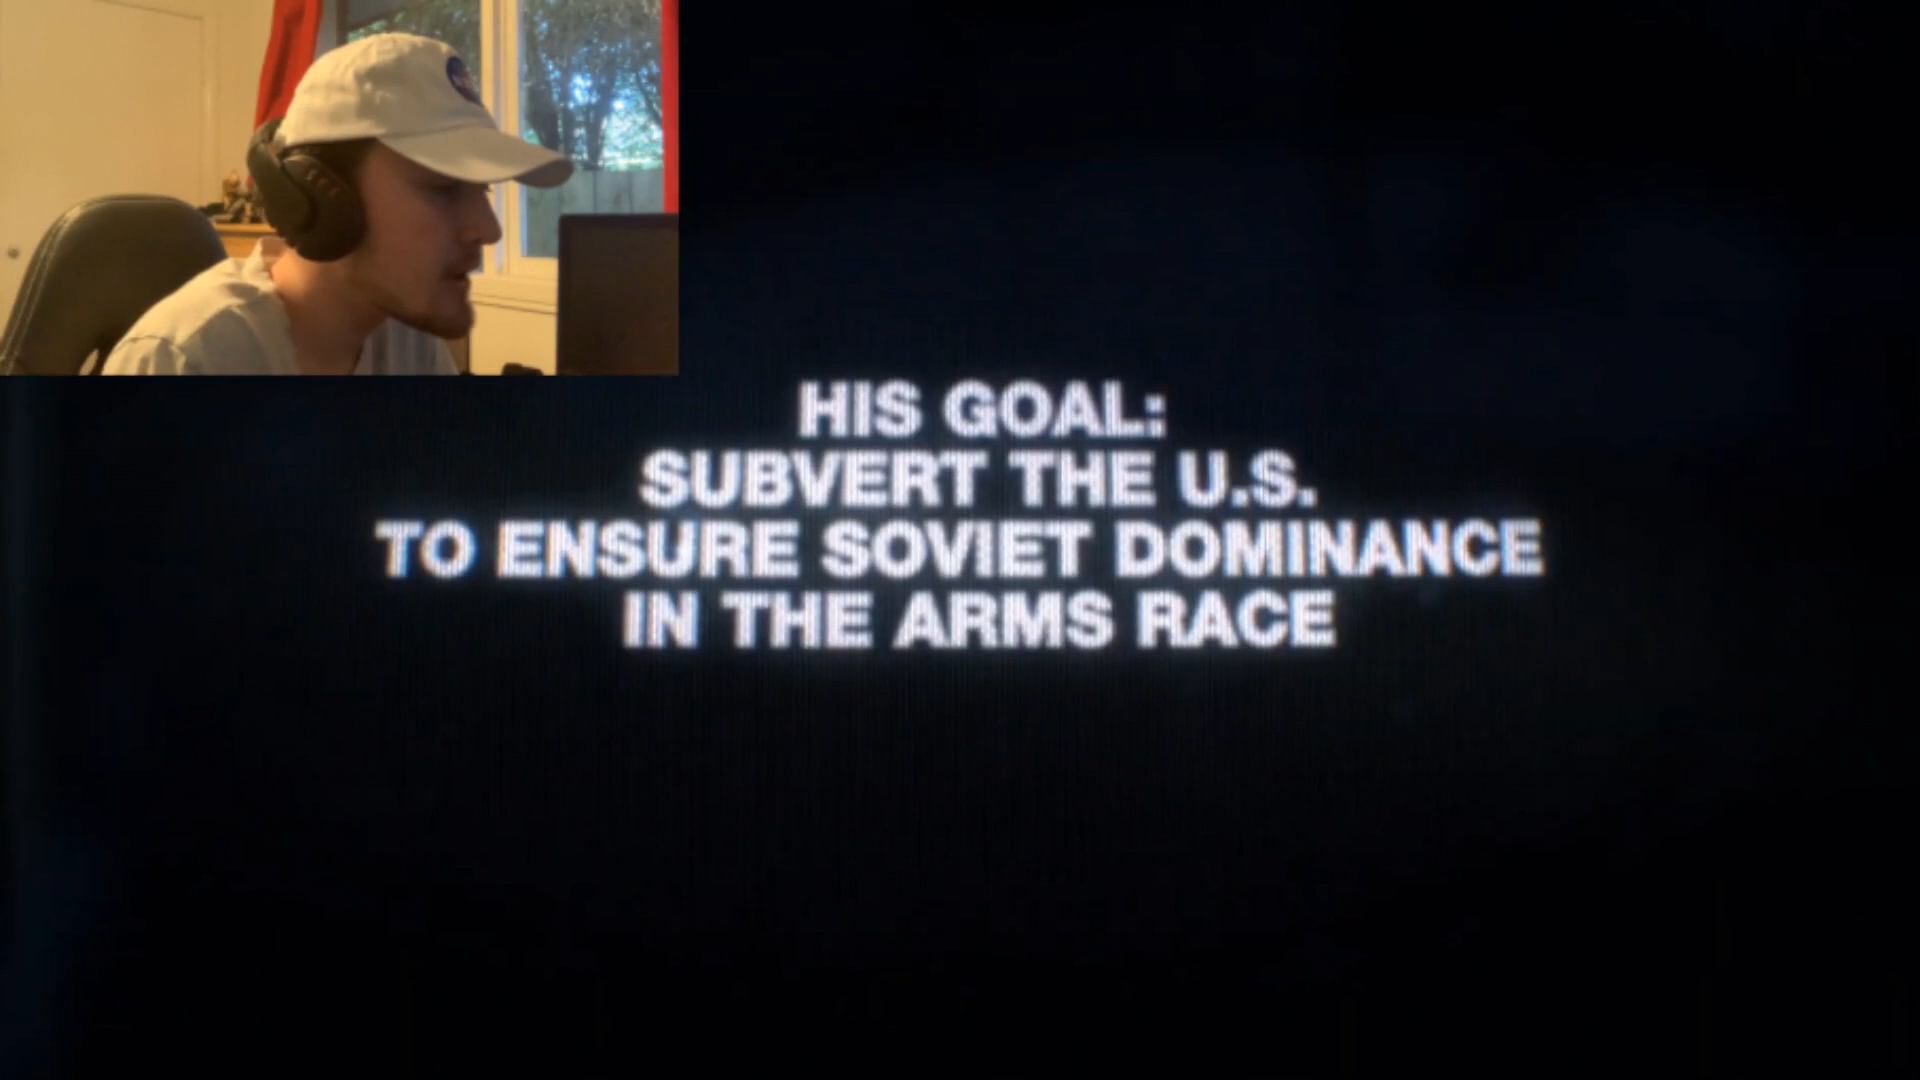 HIS GOAL:
SUBVERT THE U.S.
TO ENSURE SOVIET DOMINANCE
IN THE ARMS RACE